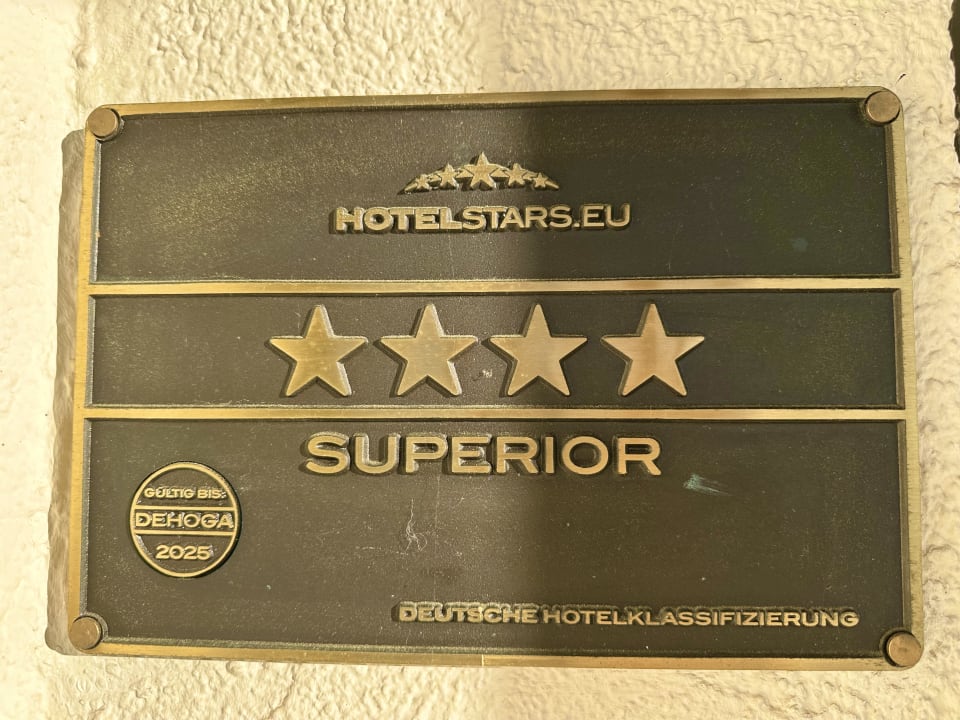 HOTELSTARS.EU
SUPERIOR
GÜLTIG BIS:
DEHOGA
2025
DEUTSCHE HOTELKLASSIFIZIERUNG